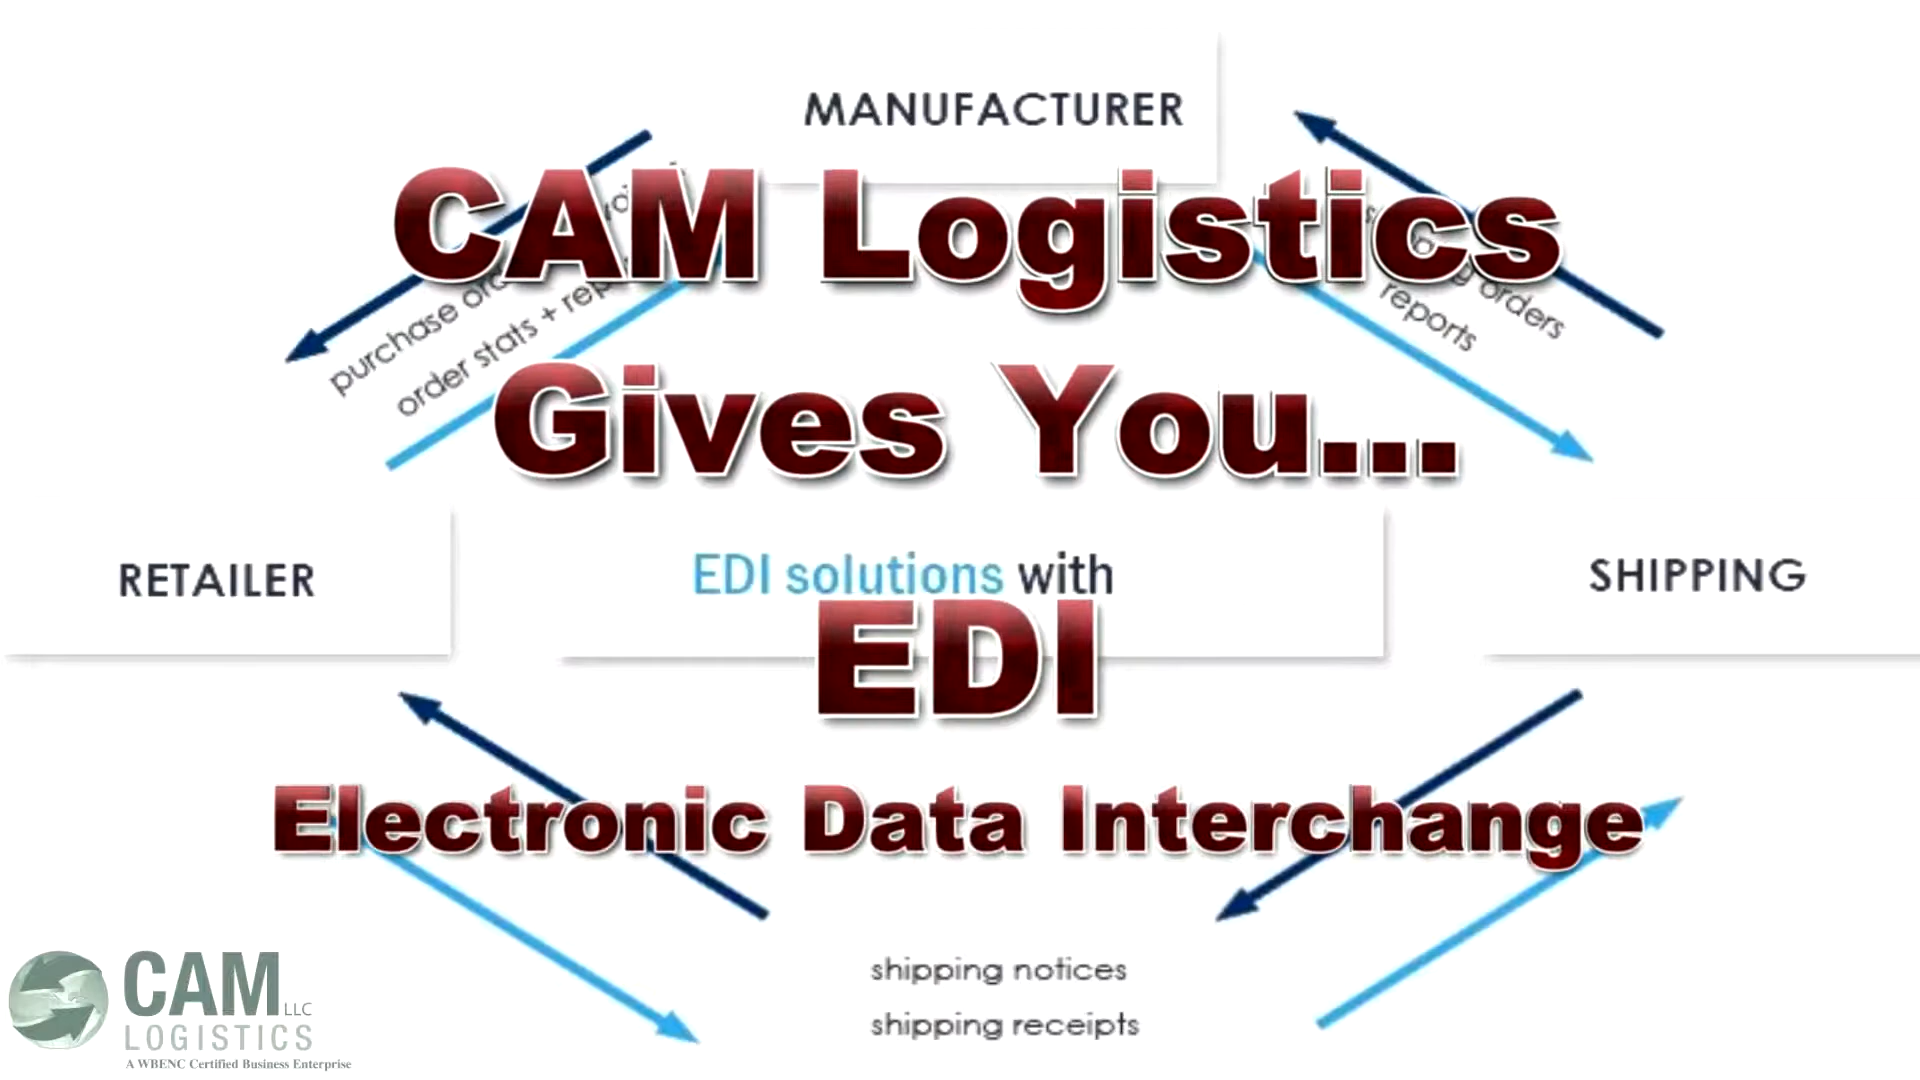 MANUFACTURER
CAM Logistics
purchase
order stats +
orders
reports
Gives You...
RETAILER
EDI solutions with
SHIPPING
EDI
Electronic Data Interchange
shipping notices
shipping receipts
CAM LLC
LOGISTICS
A WBENC Certified Business Enterprise